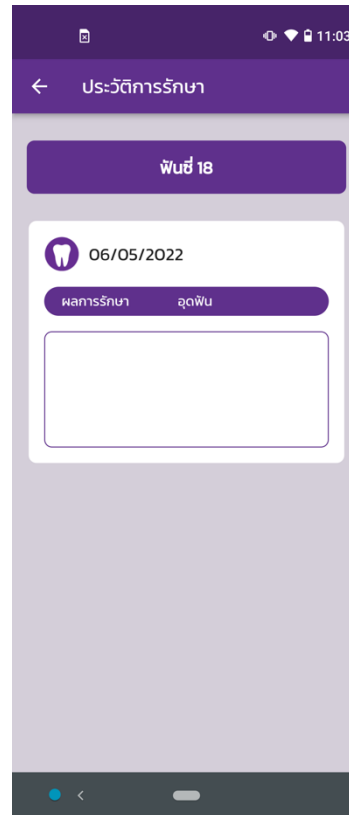 11:03
ประวัติการรักษา
ฟันซี่ 18
06/05/2022
ผลการรักษา อุดฟัน